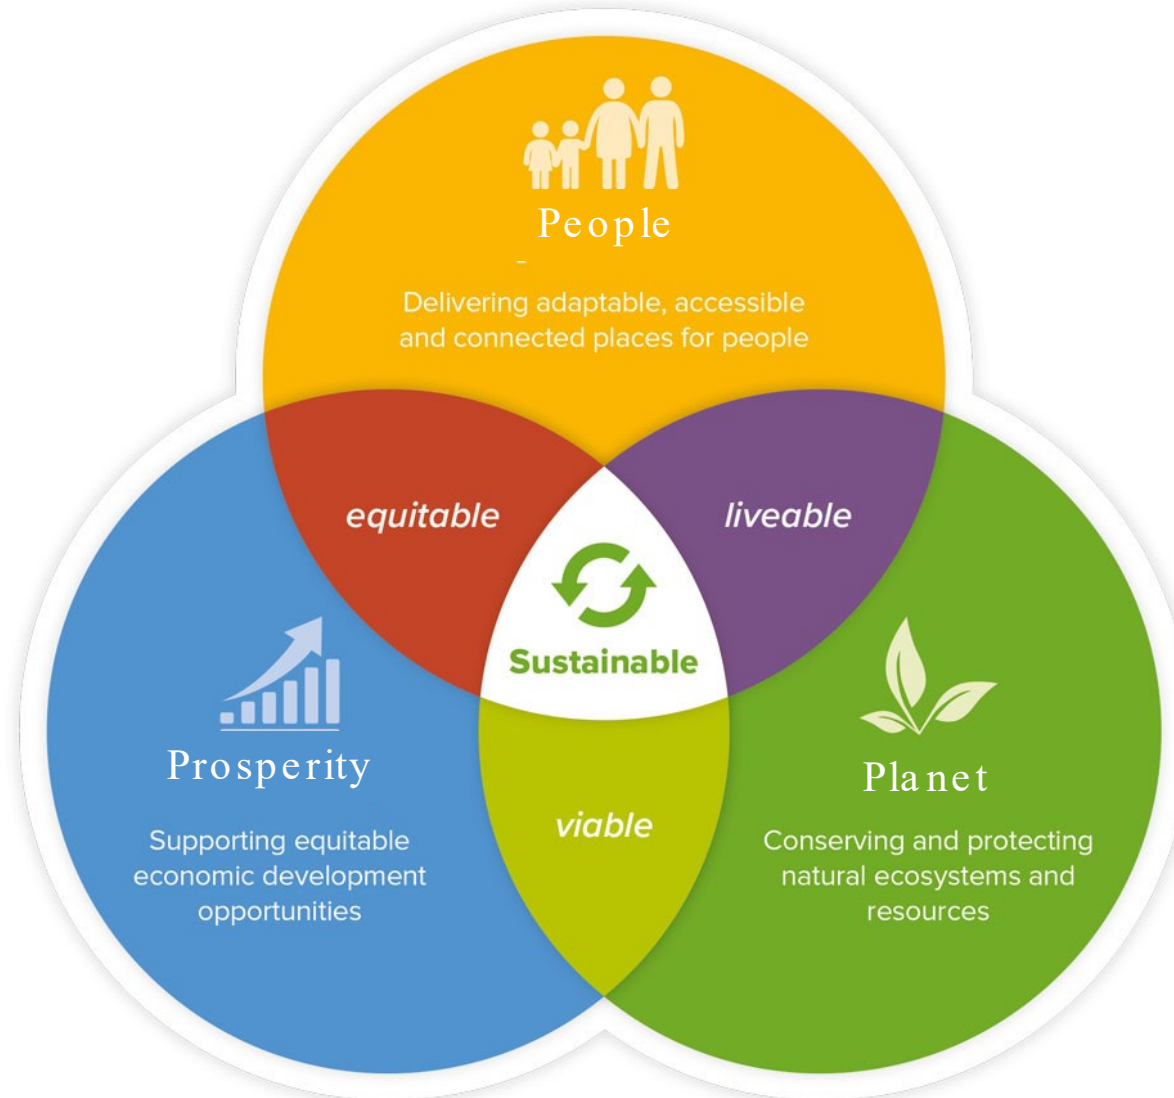 People
Delivering adaptable, accessible
and connected places for people
equitable
liveable
Sustainable
Prosperity
Supporting equitable
economic development
opportunities
viable
Planet
Conserving and protecting
natural ecosystems and
resources